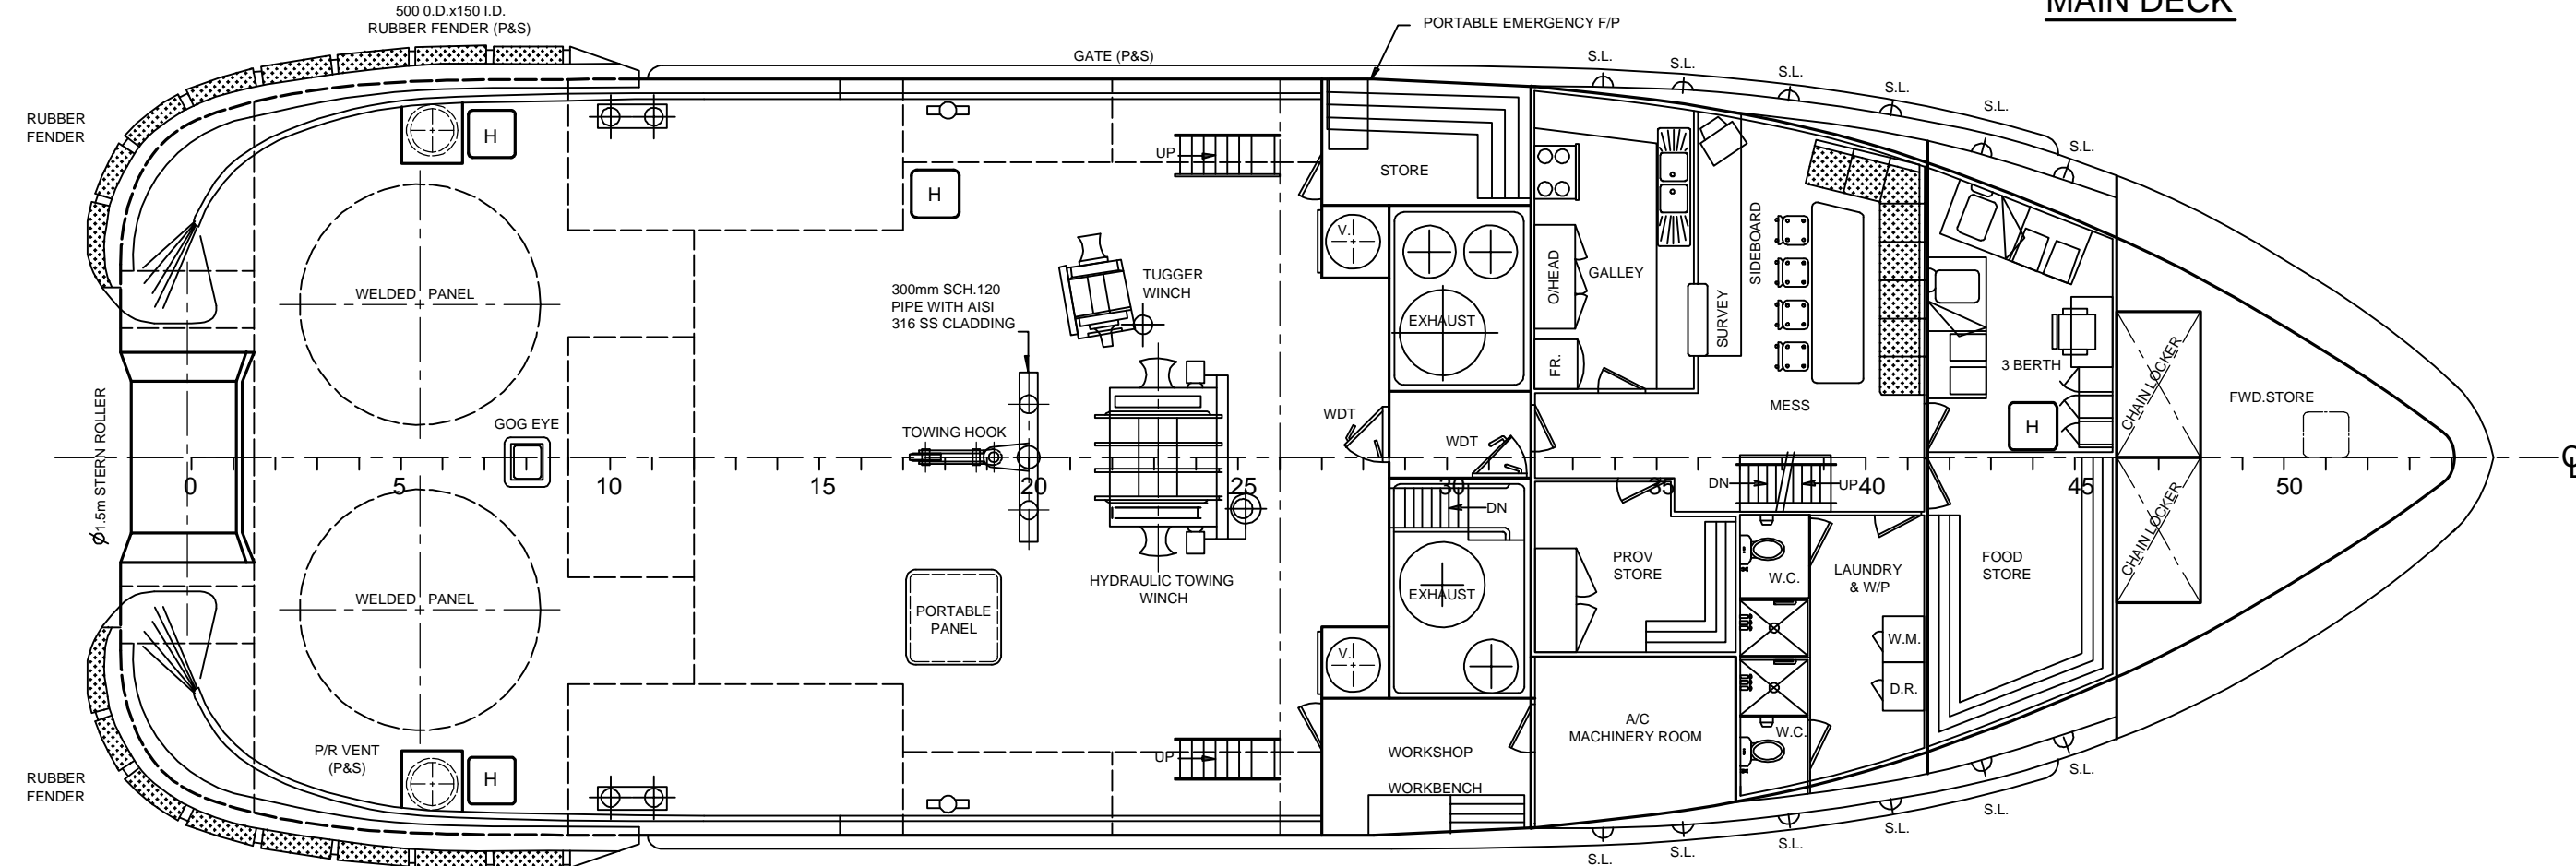 MAIN DECK
500 0.D.x150 I.D.
RUBBER FENDER (P&S)
PORTABLE EMERGENCY F/P
GATE (P&S)
S.L.
S.L.
S.L.
S.L.
S.L.
S.L.
RUBBER
FENDER
H
UP
H
STORE
V.
SIDEBOARD
O/HEAD
GALLEY
TUGGER
WINCH
300mm SCH.120
PIPE WITH AISI
316 SS CLADDING
WELDED PANEL
EXHAUST
SURVEY
FR.
3 BERTH
CHAIN LOCKER
FWD.STORE
MESS
WDT
WDT
H
GOG EYE
TOWING HOOK
Ø1.5m STERN ROLLER
0
5
10
15
20
25
30
35
40
45
50
CL
DN
UP
DN
CHAIN LOCKER
PROV
STORE
W.C.
LAUNDRY
& W/P
FOOD
STORE
HYDRAULIC TOWING
WINCH
WELDED PANEL
EXHAUST
PORTABLE
PANEL
W.M.
V.
D.R.
A/C
MACHINERY ROOM
W.C.
P/R VENT
(P&S)
H
UP
WORKSHOP
WORKBENCH
RUBBER
FENDER
S.L.
S.L.
S.L.
S.L.
S.L.
S.L.